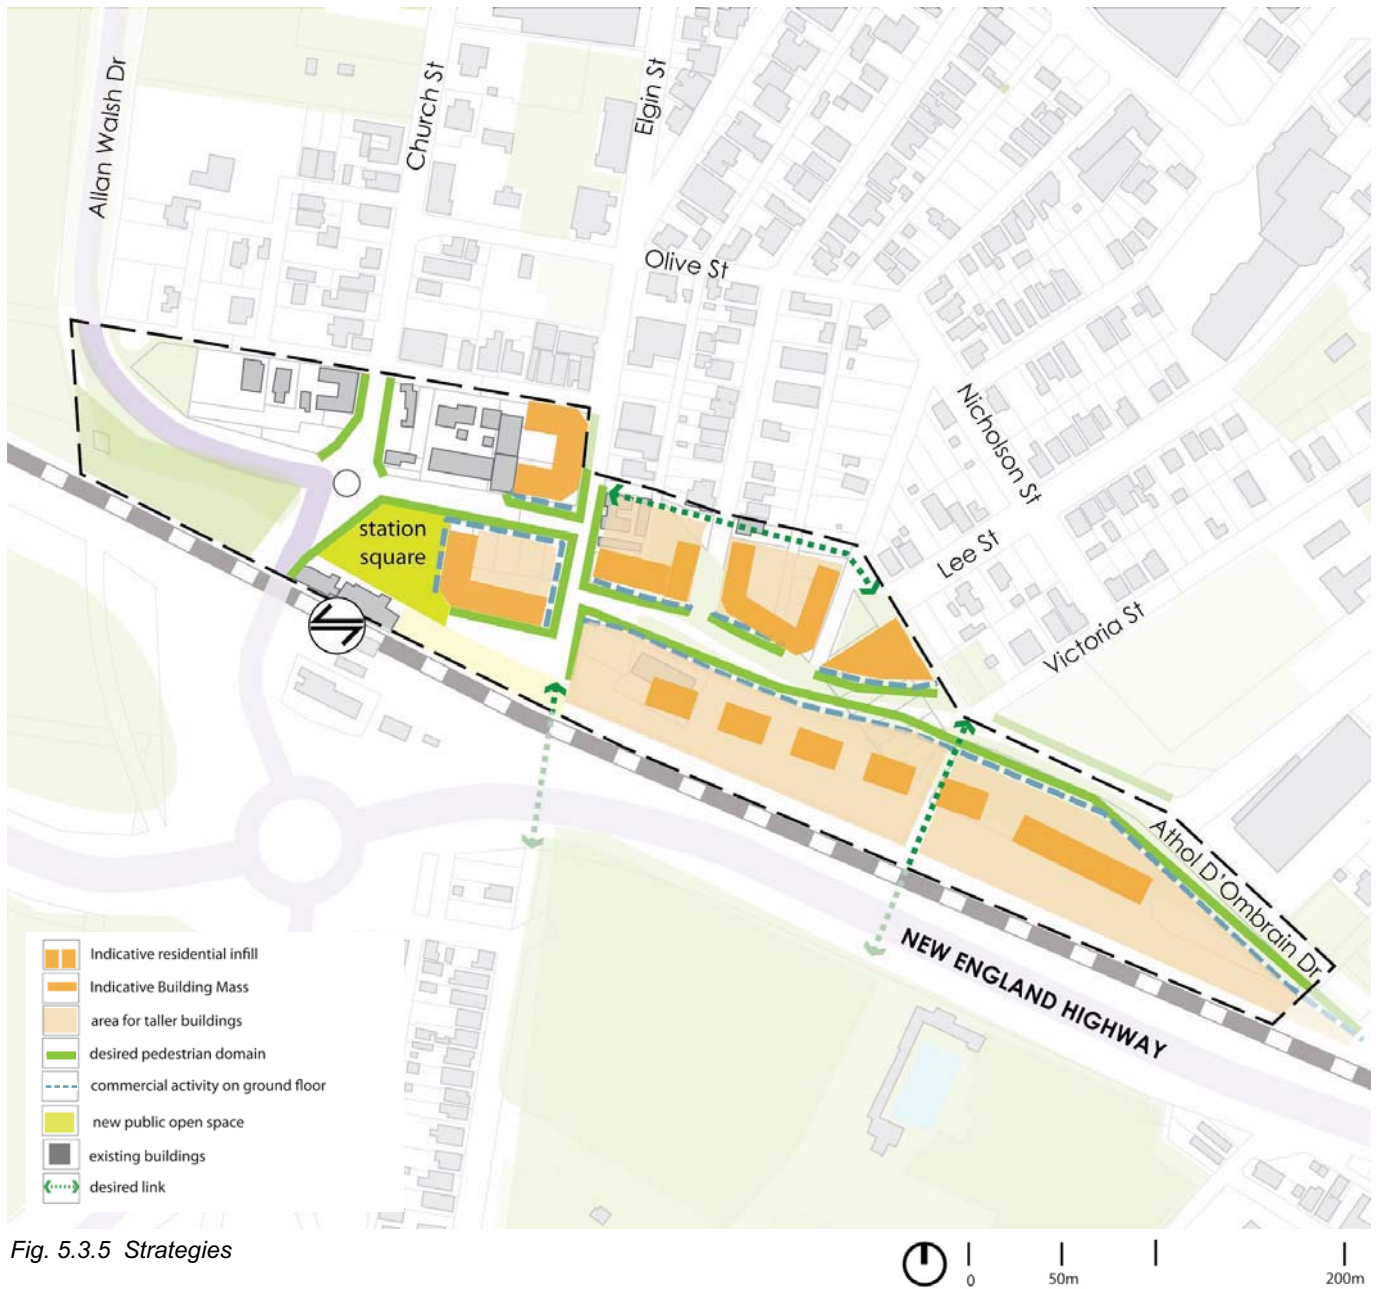 Allan Walsh Dr
Church St
Elgin St
Olive St
Nicholson St
Lee St
Victoria St
station
square
Athol D'Ombrain Dr
NEW ENGLAND HIGHWAY
Indicative residential infill
Indicative Building Mass
area for taller buildings
desired pedestrian domain
commercial activity on ground floor
new public open space
existing buildings
desired link
Fig. 5.3.5 Strategies
0
50m
200m